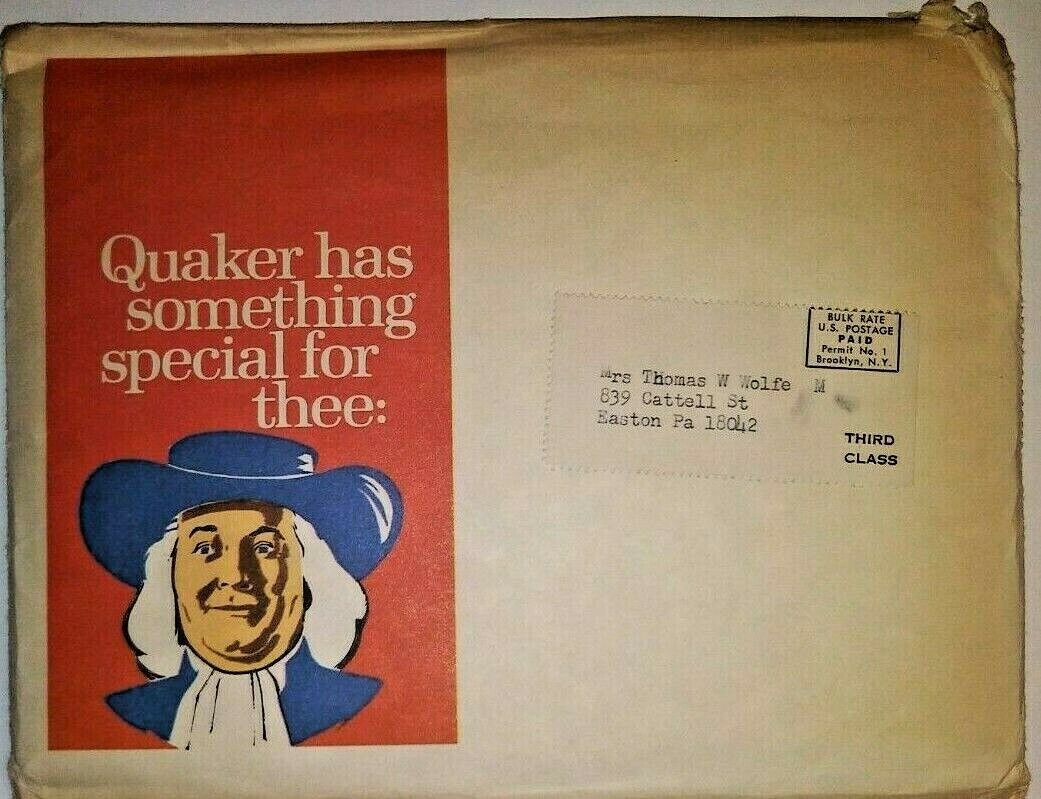 Quaker has
something
special for
thee:
BULK RATE
U.S. POSTAGE
PAID
Permit No. 1
Brooklyn, N.Y.
Mrs Thomas W Wolfe M
839 Cattell St
Easton Pa 18042
THIRD
CLASS